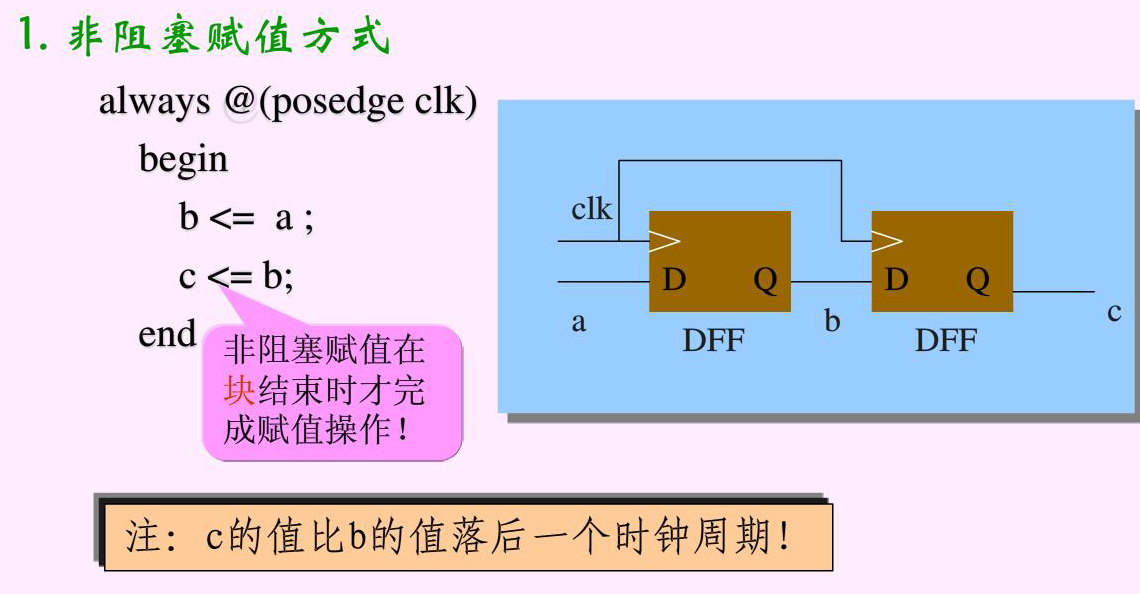 1. 非阻塞赋值方式
always @(posedge clk)
begin
b <= a ;
c <= b;
end
非阻塞赋值在
块结束时才完
成赋值操作!
clk
D Q D Q
a DFF b DFF c
注: c的值比b的值落后一个时钟周期!